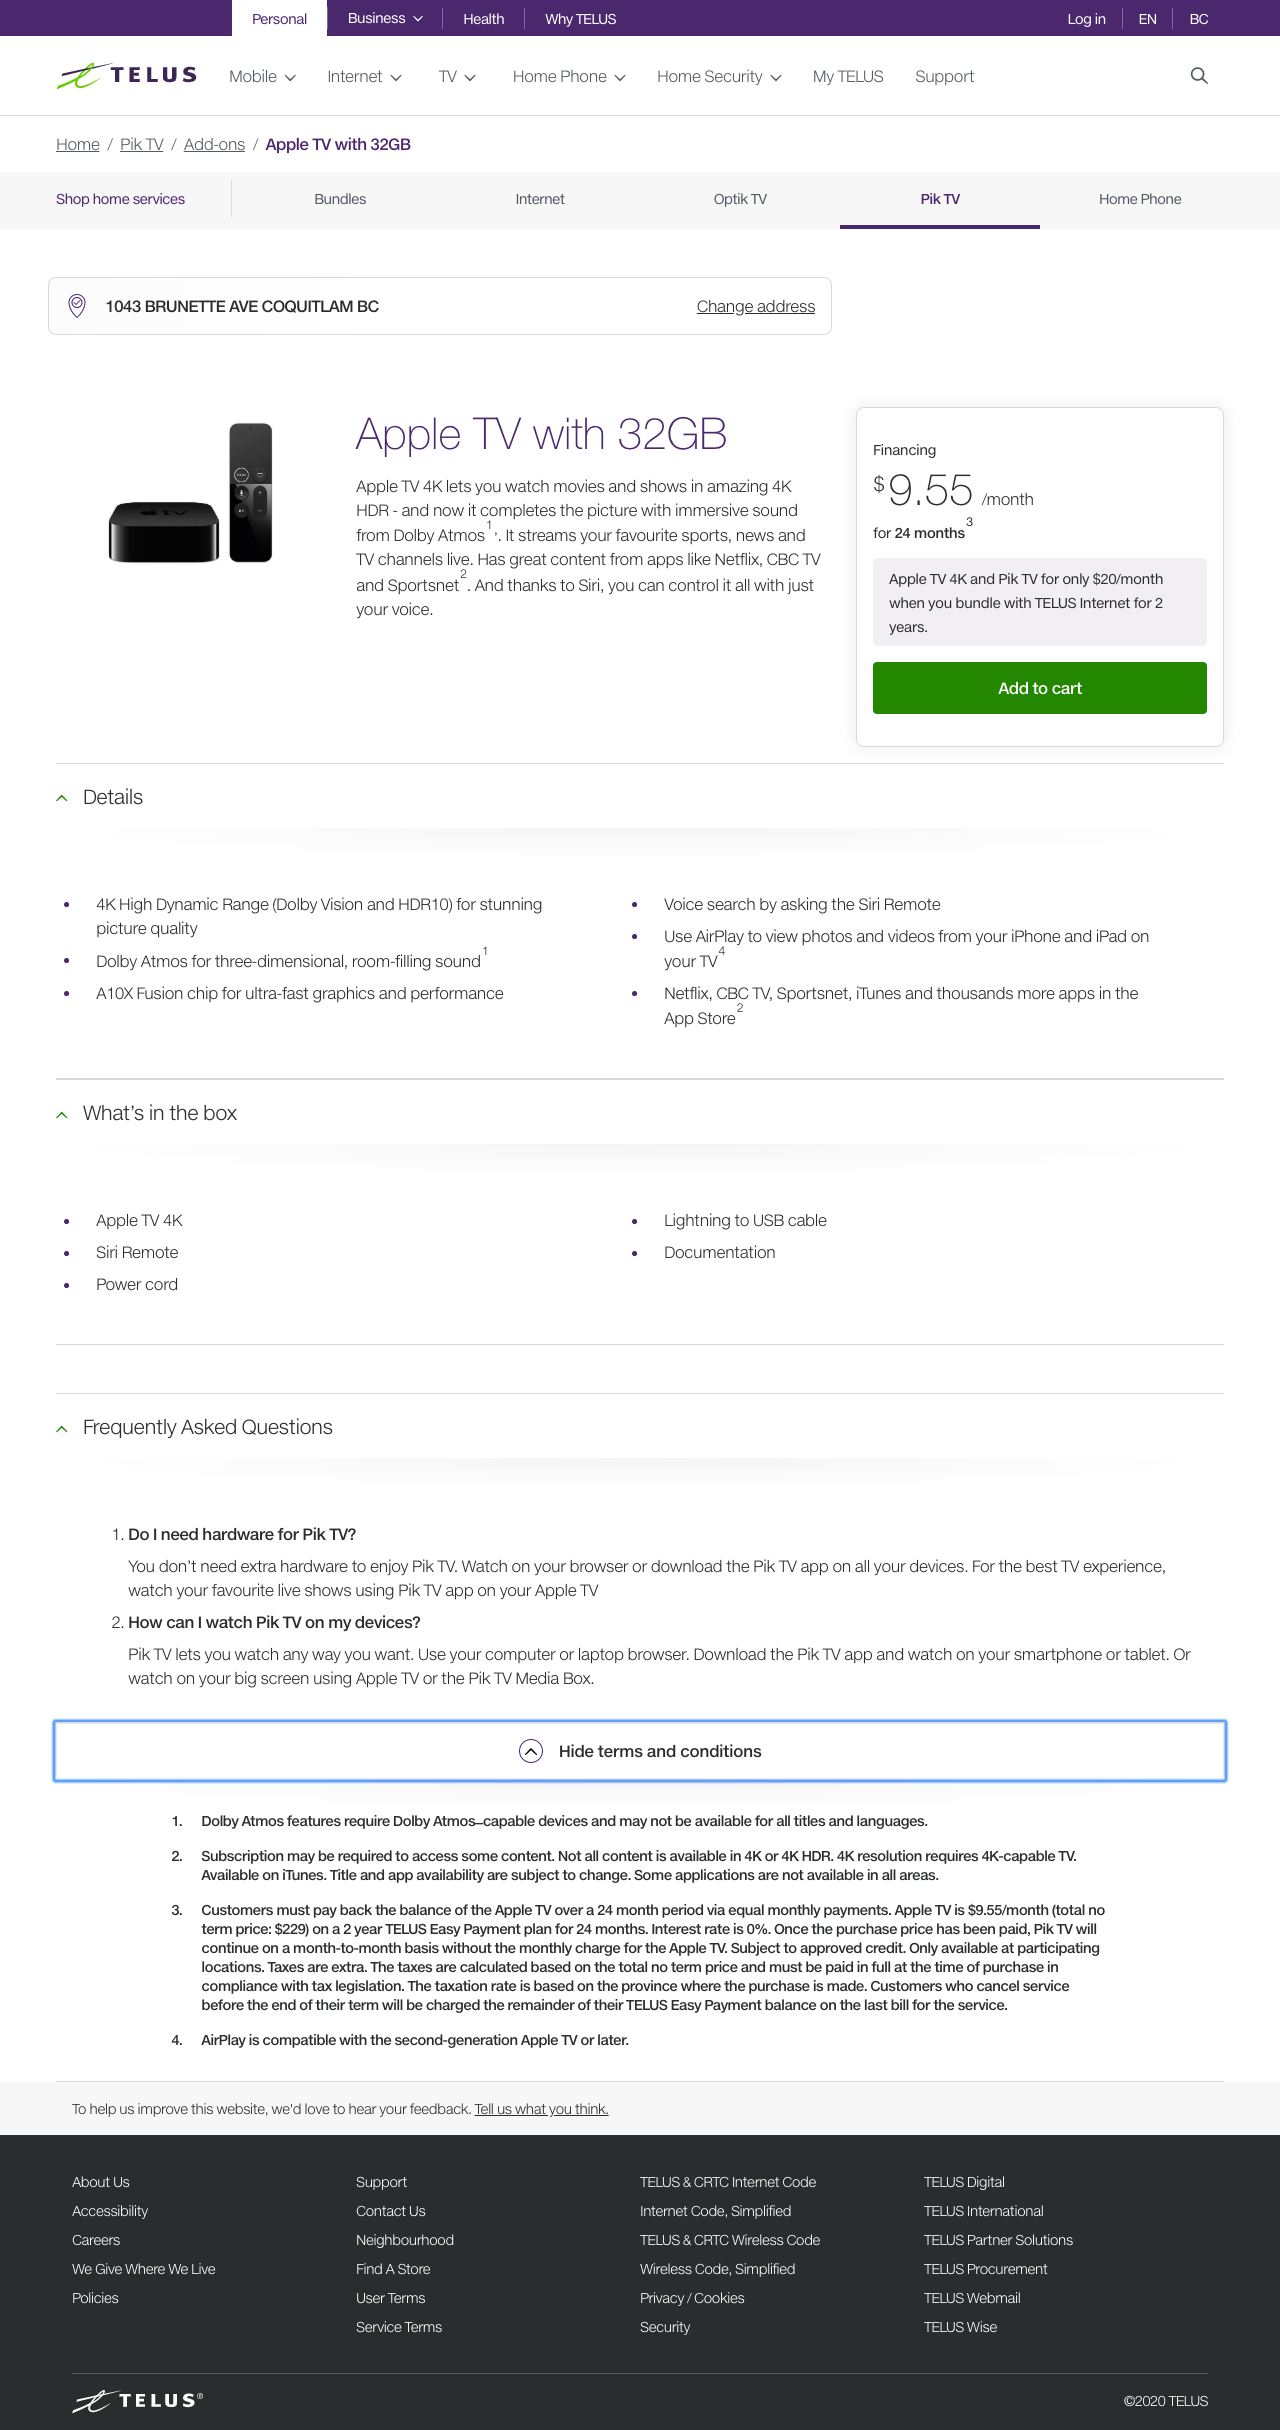 Personal
Business
Health
Why TELUS
Log in
EN
BC
TELUS
Mobile
Internet
TV
Home Phone
Home Security
My TELUS
Support
Home / Pik TV / Add-ons / Apple TV with 32GB
Shop home services
Bundles
Internet
Optik TV
Pik TV
Home Phone
1043 BRUNETTE AVE COQUITLAM BC
Change address
tv
Apple TV with 32GB
Apple TV 4K lets you watch movies and shows in amazing 4K
HDR - and now it completes the picture with immersive sound
from Dolby Atmos1,. It streams your favourite sports, news and
TV channels live. Has great content from apps like Netflix, CBC TV
and Sportsnet2. And thanks to Siri, you can control it all with just
your voice.
Financing
$9.55 /month
for 24 months3
Apple TV 4K and Pik TV for only $20/month
when you bundle with TELUS Internet for 2
years.
Add to cart
Details
4K High Dynamic Range (Dolby Vision and HDR10) for stunning
picture quality
Dolby Atmos for three-dimensional, room-filling sound1
A10X Fusion chip for ultra-fast graphics and performance
Voice search by asking the Siri Remote
Use AirPlay to view photos and videos from your iPhone and iPad on
your TV4
Netflix, CBC TV, Sportsnet, iTunes and thousands more apps in the
App Store2
What's in the box
Apple TV 4K
Siri Remote
Power cord
Lightning to USB cable
Documentation
Frequently Asked Questions
1. Do I need hardware for Pik TV?
You don't need extra hardware to enjoy Pik TV. Watch on your browser or download the Pik TV app on all your devices. For the best TV experience,
watch your favourite live shows using Pik TV app on your Apple TV
2. How can I watch Pik TV on my devices?
Pik TV lets you watch any way you want. Use your computer or laptop browser. Download the Pik TV app and watch on your smartphone or tablet. Or
watch on your big screen using Apple TV or the Pik TV Media Box.
Hide terms and conditions
1. Dolby Atmos features require Dolby Atmos–capable devices and may not be available for all titles and languages.
2. Subscription may be required to access some content. Not all content is available in 4K or 4K HDR. 4K resolution requires 4K-capable TV.
Available on iTunes. Title and app availability are subject to change. Some applications are not available in all areas.
3. Customers must pay back the balance of the Apple TV over a 24 month period via equal monthly payments. Apple TV is $9.55/month (total no
term price: $229) on a 2 year TELUS Easy Payment plan for 24 months. Interest rate is 0%. Once the purchase price has been paid, Pik TV will
continue on a month-to-month basis without the monthly charge for the Apple TV. Subject to approved credit. Only available at participating
locations. Taxes are extra. The taxes are calculated based on the total no term price and must be paid in full at the time of purchase in
compliance with tax legislation. The taxation rate is based on the province where the purchase is made. Customers who cancel service
before the end of their term will be charged the remainder of their TELUS Easy Payment balance on the last bill for the service.
4. AirPlay is compatible with the second-generation Apple TV or later.
To help us improve this website, we'd love to hear your feedback. Tell us what you think.
About Us
Accessibility
Careers
We Give Where We Live
Policies
Support
Contact Us
Neighbourhood
Find A Store
User Terms
Service Terms
TELUS & CRTC Internet Code
Internet Code, Simplified
TELUS & CRTC Wireless Code
Wireless Code, Simplified
Privacy / Cookies
Security
TELUS Digital
TELUS International
TELUS Partner Solutions
TELUS Procurement
TELUS Webmail
TELUS Wise
TELUS®
©2020 TELUS